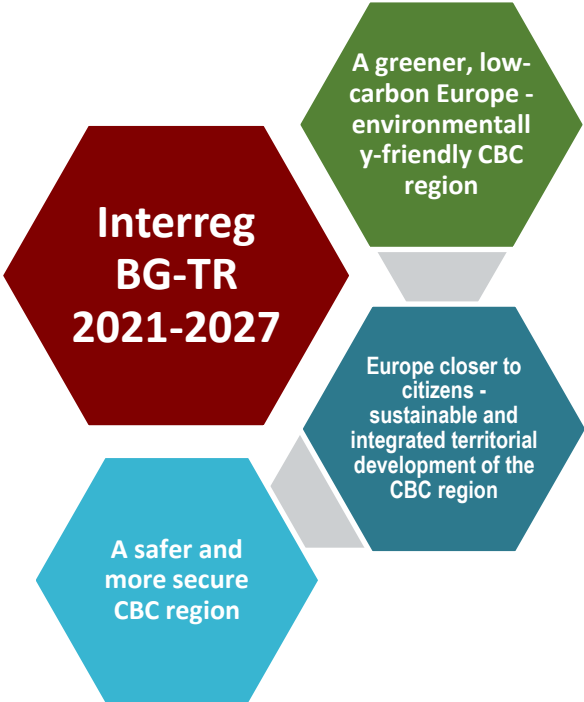 A greener, low-
carbon Europe -
environmentall
y-friendly CBC
region
Interreg
BG-TR
2021-2027
Europe closer to
citizens -
sustainable and
integrated territorial
development of the
CBC region
A safer and
more secure
CBC region